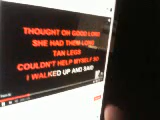 THOUGHT OH GOOD LORD
SHE HAD THEM LONG
TAN LEGS
COULDN'T HELP MYSELF SO
I WALKED UP AND SAID